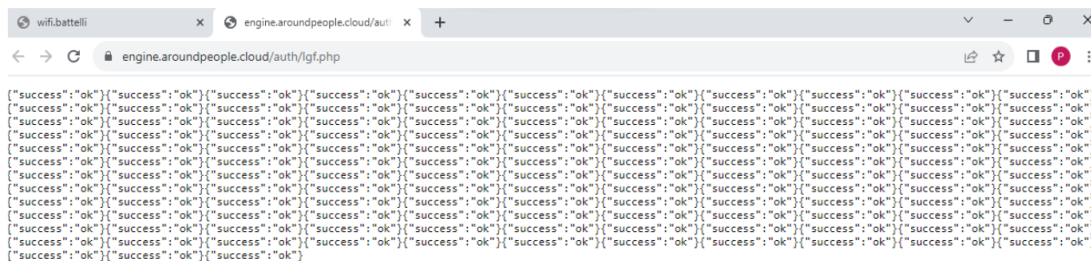 wifi.battelli
engine.aroundpeople.cloud/aut
engine.aroundpeople.cloud/auth/lgf.php
P
{"success":"ok"}{"success":"ok"}{"success":"ok"}{"success":"ok"}{"success":"ok"}{"success":"ok"}{"success":"ok"}{"success":"ok"}{"success":"ok"}{"success":"ok"}{"success":"ok"
{"success":"ok"}{"success":"ok"}{"success":"ok"}{"success":"ok"}{"success":"ok"}{"success":"ok"}{"success":"ok"}{"success":"ok"}{"success":"ok"}{"success":"ok"}{"success":"ok"
{"success":"ok"}{"success":"ok"}{"success":"ok"}{"success":"ok"}{"success":"ok"}{"success":"ok"}{"success":"ok"}{"success":"ok"}{"success":"ok"}{"success":"ok"}{"success":"ok"
{"success":"ok"}{"success":"ok"}{"success":"ok"}{"success":"ok"}{"success":"ok"}{"success":"ok"}{"success":"ok"}{"success":"ok"}{"success":"ok"}{"success":"ok"}{"success":"ok"
{"success":"ok"}{"success":"ok"}{"success":"ok"}{"success":"ok"}{"success":"ok"}{"success":"ok"}{"success":"ok"}{"success":"ok"}{"success":"ok"}{"success":"ok"}{"success":"ok"
{"success":"ok"}{"success":"ok"}{"success":"ok"}{"success":"ok"}{"success":"ok"}{"success":"ok"}{"success":"ok"}{"success":"ok"}{"success":"ok"}{"success":"ok"}{"success":"ok"
{"success":"ok"}{"success":"ok"}{"success":"ok"}{"success":"ok"}{"success":"ok"}{"success":"ok"}{"success":"ok"}{"success":"ok"}{"success":"ok"}{"success":"ok"}{"success":"ok"
{"success":"ok"}{"success":"ok"}{"success":"ok"}{"success":"ok"}{"success":"ok"}{"success":"ok"}{"success":"ok"}{"success":"ok"}{"success":"ok"}{"success":"ok"}{"success":"ok"
{"success":"ok"}{"success":"ok"}{"success":"ok"}{"success":"ok"}{"success":"ok"}{"success":"ok"}{"success":"ok"}{"success":"ok"}{"success":"ok"}{"success":"ok"}{"success":"ok"
{"success":"ok"}{"success":"ok"}{"success":"ok"}{"success":"ok"}{"success":"ok"}{"success":"ok"}{"success":"ok"}{"success":"ok"}{"success":"ok"}{"success":"ok"}{"success":"ok"
{"success":"ok"}{"success":"ok"}{"success":"ok"}{"success":"ok"}{"success":"ok"}{"success":"ok"}{"success":"ok"}{"success":"ok"}{"success":"ok"}{"success":"ok"}{"success":"ok"
{"success":"ok"}{"success":"ok"}{"success":"ok"}{"success":"ok"}{"success":"ok"}{"success":"ok"}{"success":"ok"}{"success":"ok"}{"success":"ok"}{"success":"ok"}{"success":"ok"
{"success":"ok"}{"success":"ok"}{"success":"ok"}